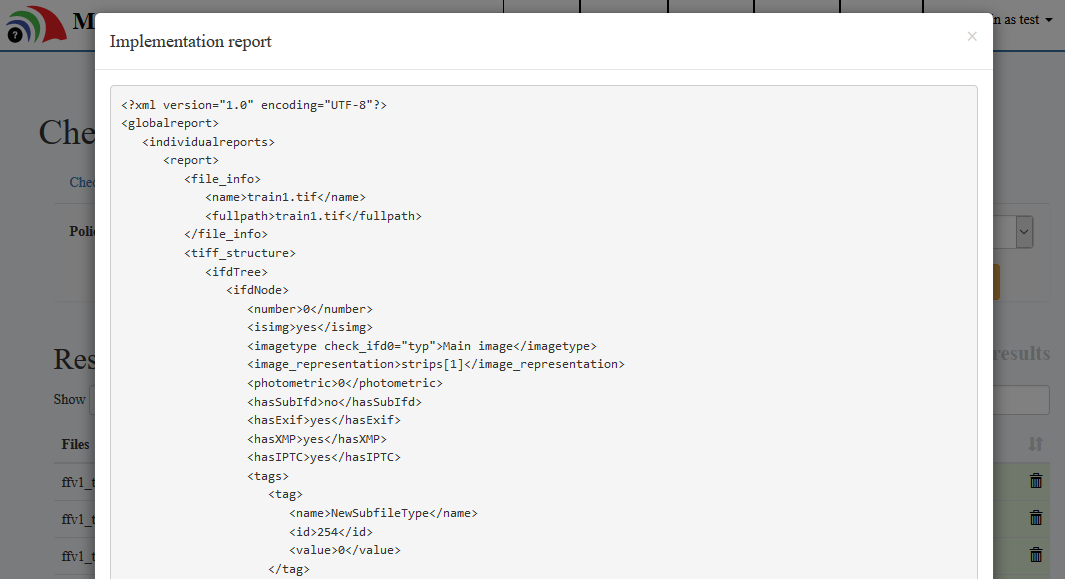 M
n as test
Implementation report
×
<?xml version="1.0" encoding="UTF-8"?>
<globalreport>
<individualreports>
<report>
<file_info>
<name>train1.tif</name>
<fullpath>train1.tif</fullpath>
</file_info>
<tiff_structure>
<ifdTree>
<ifdNode>
<number>0</number>
<isimg>yes</isimg>
<imagetype check_ifd0="typ">Main image</imagetype>
<image_representation>strips[1]</image_representation>
<photometric>0</photometric>
<hasSubIfd>no</hasSubIfd>
<hasExif>yes</hasExif>
<hasXMP>yes</hasXMP>
<hasIPTC>yes</hasIPTC>
<tags>
<tag>
<name>NewSubfileType</name>
<id>254</id>
<value>0</value>
</tag>
Che
Chec
Polic
Res
results
Show
Files
ffv1_t
ffv1_t
ffv1_t